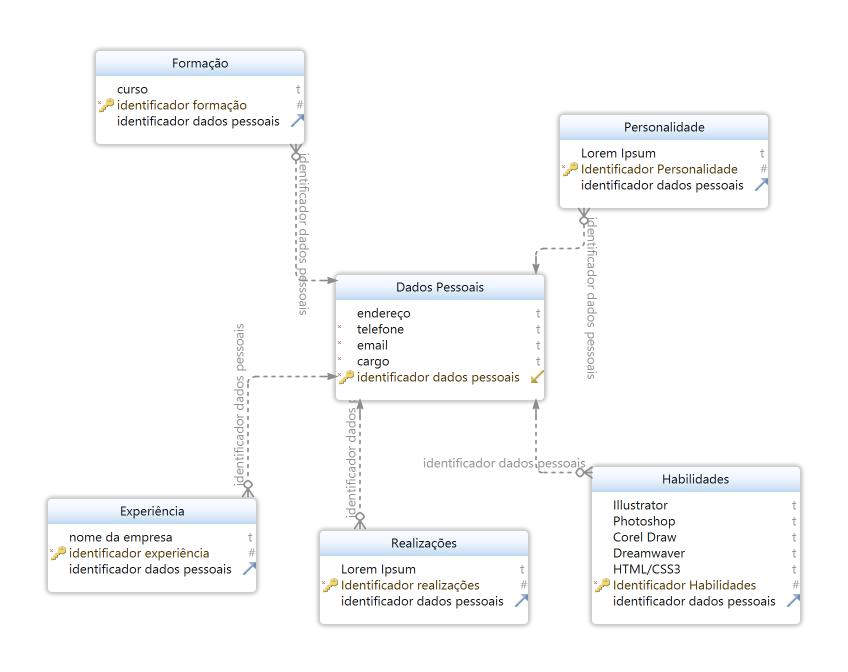 Formação
curso t
identificador formação #
identificador dados pessoais
Personalidade
Lorem Ipsum t
Identificador Personalidade #
identificador dados pessoais
identificador dados pessoais
identificador dados pessoais
Dados Pessoais
endereço t
* telefone t
* email t
* cargo t
identificador dados pessoais
identificador dados pessoais
identificador dados
identificador dados pessoais
Experiência
nome da empresa t
identificador experiência #
identificador dados pessoais
Realizações
Lorem Ipsum t
Identificador realizações #
identificador dados pessoais
Habilidades
Illustrator t
Photoshop t
Corel Draw t
Dreamwaver t
HTML/CSS3 t
Identificador Habilidades #
identificador dados pessoais